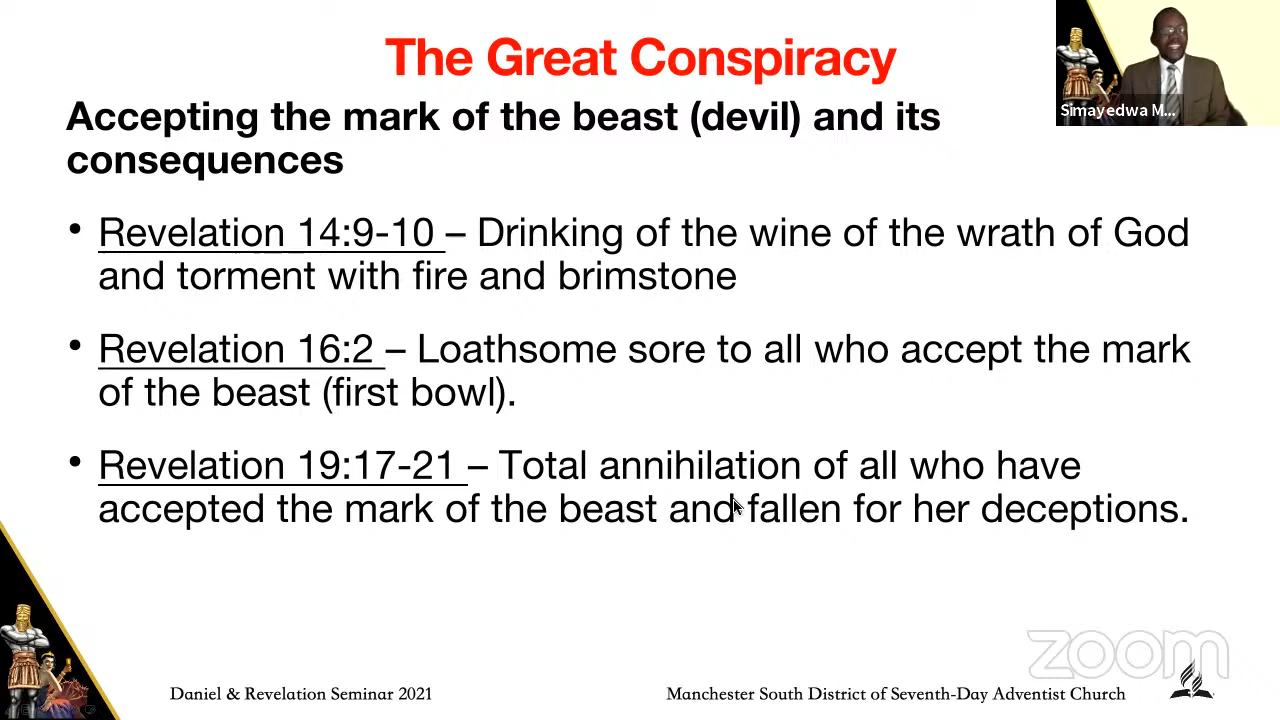 The Great Conspiracy
Simayedwa M...
Accepting the mark of the beast (devil) and its
consequences
• Revelation 14:9-10 – Drinking of the wine of the wrath of God
and torment with fire and brimstone
• Revelation 16:2 – Loathsome sore to all who accept the mark
of the beast (first bowl).
• Revelation 19:17-21 – Total annihilation of all who have
accepted the mark of the beast and fallen for her deceptions.
zoom
Daniel & Revelation Seminar 2021
Manchester South District of Seventh-Day Adventist Church